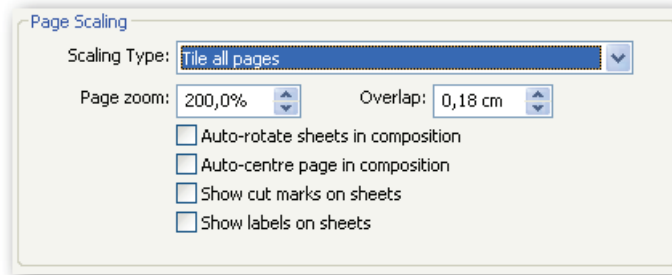 Page Scaling
Scaling Type: Tile all pages
Page zoom: 200,0% Overlap: 0,18 cm
Auto-rotate sheets in composition
Auto-centre page in composition
Show cut marks on sheets
Show labels on sheets